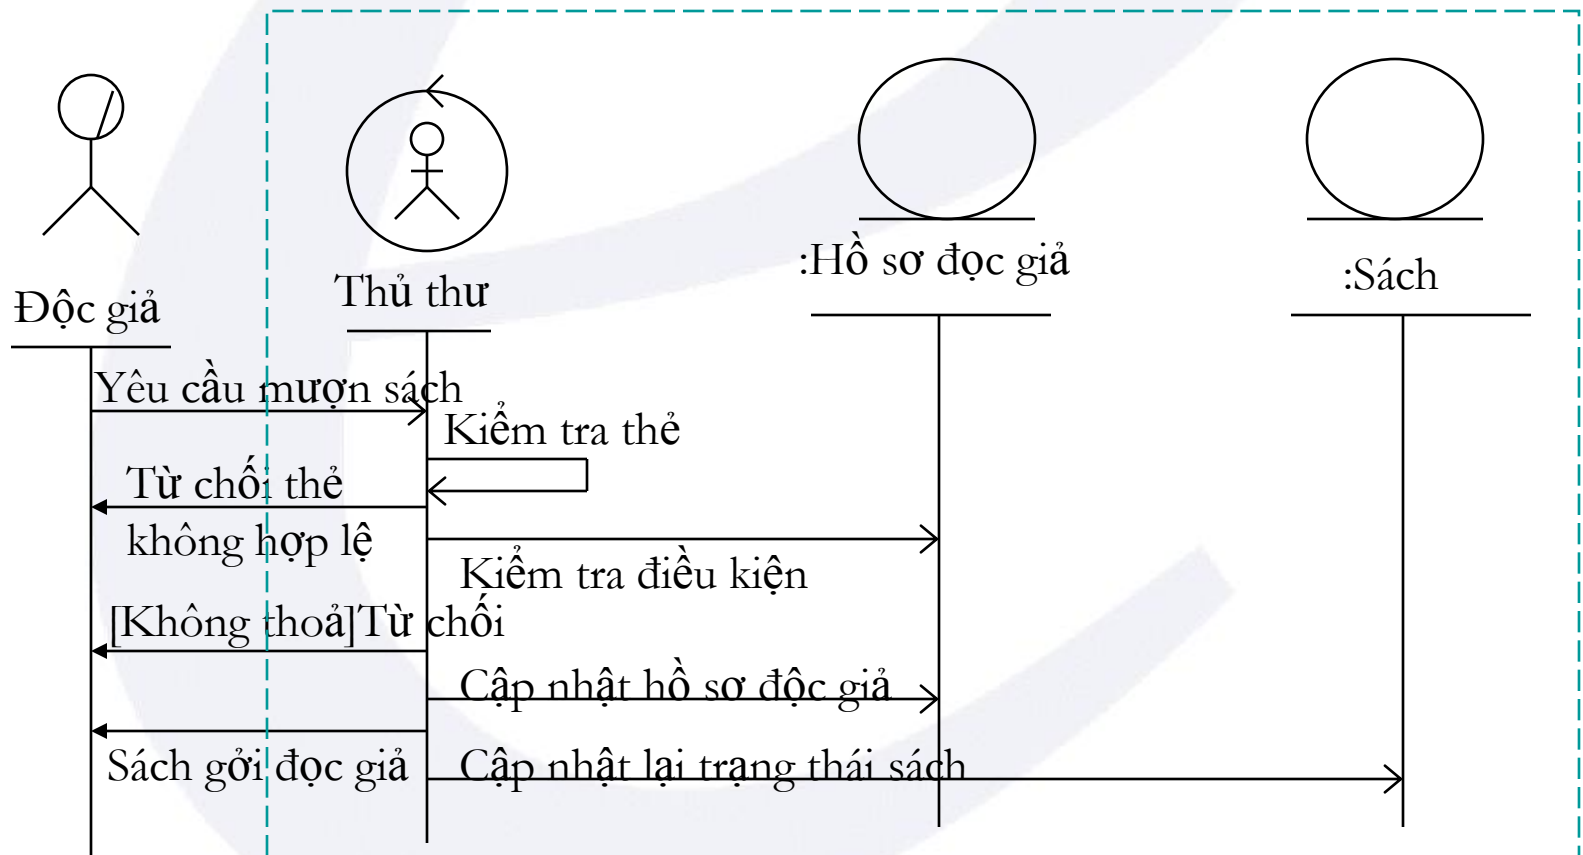 Độc giả
Thủ thư
:Hồ sơ đọc giả
:Sách
Yêu cầu mượn sách
Kiểm tra thẻ
Từ chối thẻ
không hợp lệ
Kiểm tra điều kiện
[Không thoả]Từ chối
Cập nhật hồ sơ độc giả
Sách gởi đọc giả
Cập nhật lại trạng thái sách